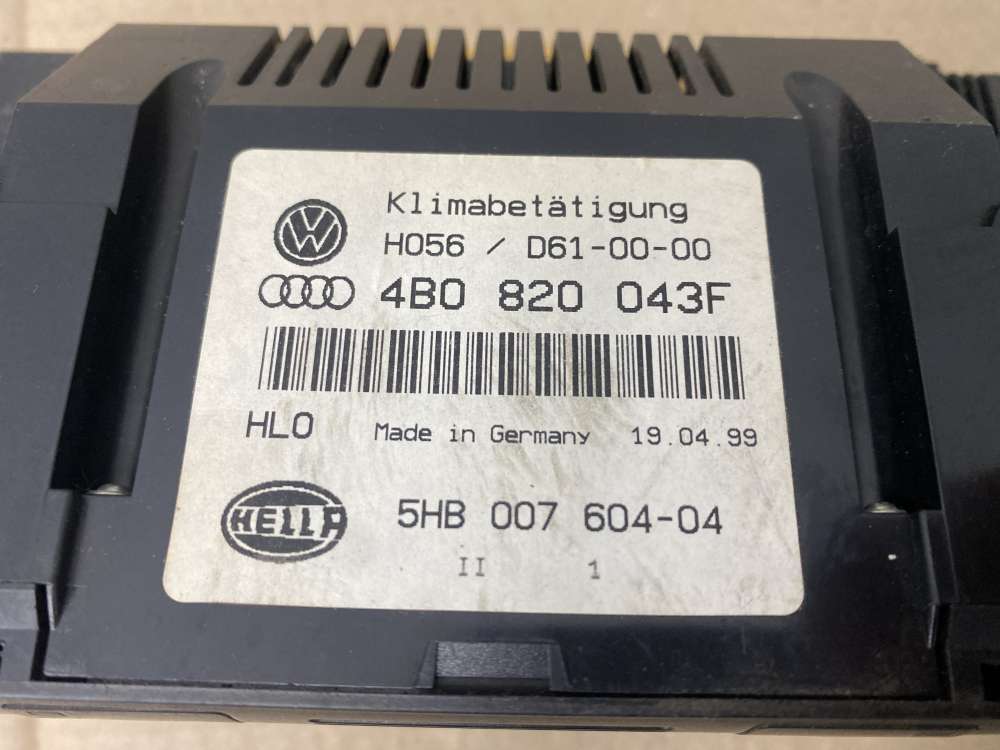 Klimabetätigung
H056 / D61-00-00
4B0 820 043F
HLO Made in Germany 19.04.99
HELLA 5HB 007 604-04
II 1